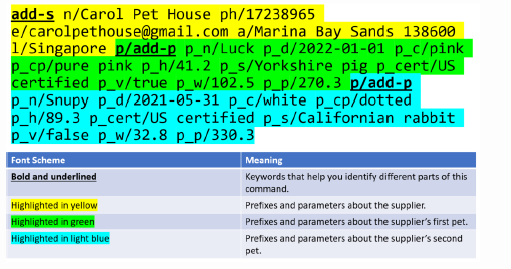 add-s n/Carol Pet House ph/17238965
e/carolpethouse@gmail.com a/Marina Bay Sands 138600
l/Singapore p/add-p p_n/Luck p_d/2022-01-01 p_c/pink
p_cp/pure pink p_h/41.2 p_s/Yorkshire pig p_cert/US
certified p_v/true p_w/102.5 p_p/270.3 p/add-p
p_n/Snupy p_d/2021-05-31 p_c/white p_cp/dotted
p_h/89.3 p_cert/US certified p_s/Californian rabbit
p_v/false p_w/32.8 p_p/330.3
Font Scheme Meaning
Bold and underlined Keywords that help you identify different parts of this
command.
Highlighted in yellow Prefixes and parameters about the supplier.
Highlighted in green Prefixes and parameters about the supplier's first pet.
Highlighted in light blue Prefixes and parameters about the supplier's second
pet.